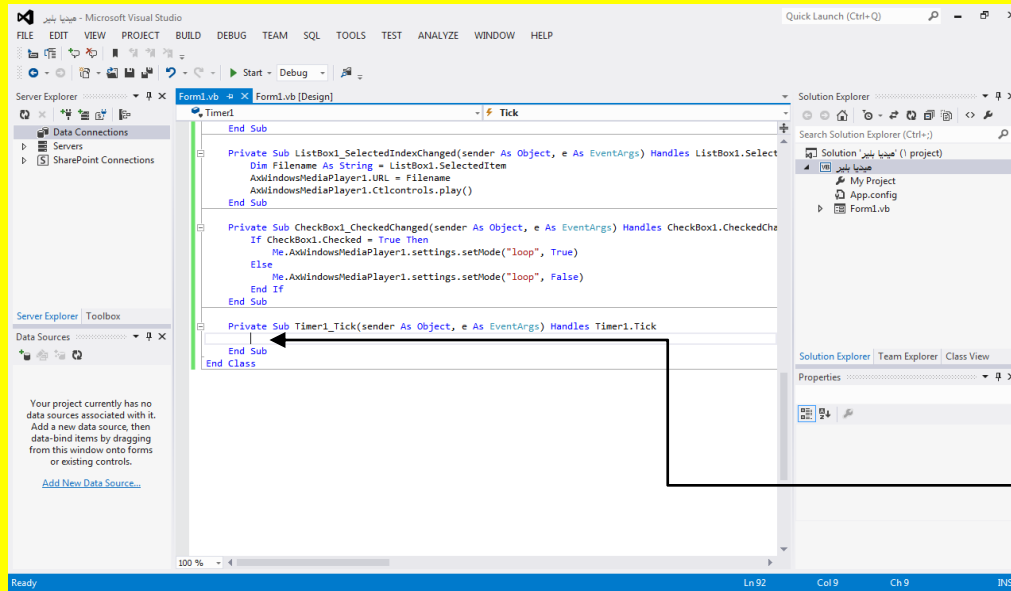 هيديا بلير - Microsoft Visual Studio
Quick Launch (Ctrl+Q)
FILE EDIT VIEW PROJECT BUILD DEBUG TEAM SQL TOOLS TEST ANALYZE WINDOW HELP
Start Debug
Server Explorer
Data Connections
Servers
SharePoint Connections
Server Explorer Toolbox
Data Sources
Your project currently has no
data sources associated with it.
Add a new data source, then
data-bind items by dragging
from this window onto forms
or existing controls.
Add New Data Source...
Form1.vb Form1.vb [Design]
Timer1 Tick
End Sub
Private Sub ListBox1_SelectedIndexChanged(sender As Object, e As EventArgs) Handles ListBox1.Select
Dim Filename As String = ListBox1.SelectedItem
AxWindowsMediaPlayer1.URL = Filename
AxWindowsMediaPlayer1.Ctlcontrols.play()
End Sub
Private Sub CheckBox1_CheckedChanged(sender As Object, e As EventArgs) Handles CheckBox1.CheckedCha
If CheckBox1.Checked = True Then
Me.AxWindowsMediaPlayer1.settings.setMode("loop", True)
Else
Me.AxWindowsMediaPlayer1.settings.setMode("loop", False)
End If
End Sub
Private Sub Timer1_Tick(sender As Object, e As EventArgs) Handles Timer1.Tick
End Sub
End Class
100 %
Solution Explorer
Search Solution Explorer (Ctrl+;)
Solution 'هيديا بلير' (١ project)
هيديا بلير
My Project
App.config
Form1.vb
Solution Explorer Team Explorer Class View
Properties
Ready Ln 92 Col 9 Ch 9 INS